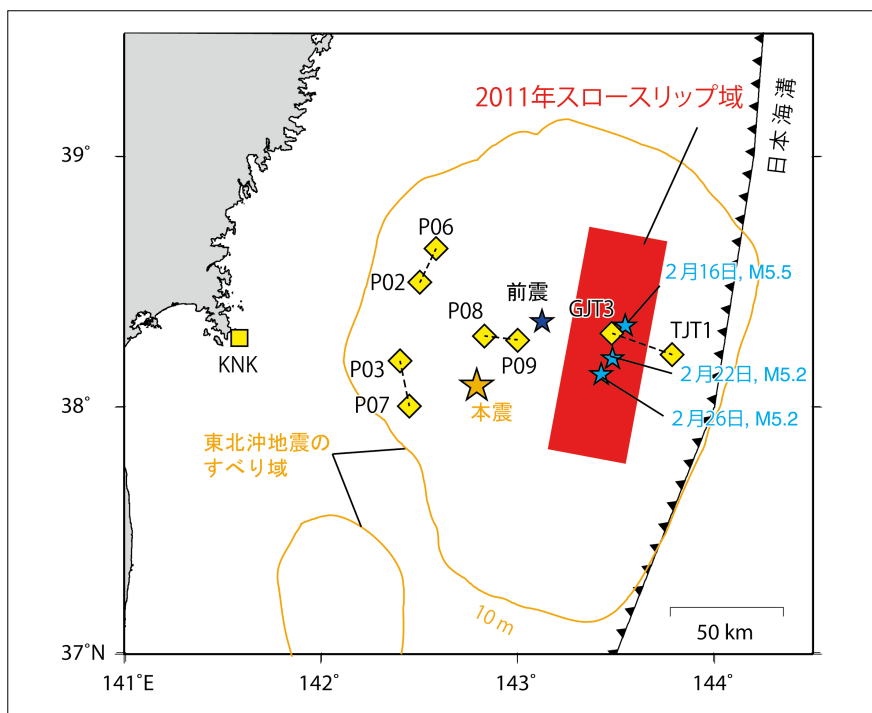 2011年スロースリップ域
日本海溝
39˚
P06
P02
2月16日, M5.5
前震
GJT3
P08
TJT1
P09
KNK
P03
2月22日, M5.2
38˚
P07
本震
2月26日, M5.2
東北沖地震の
すべり域
10 m
50 km
37˚N
141˚E
142˚
143˚
144˚